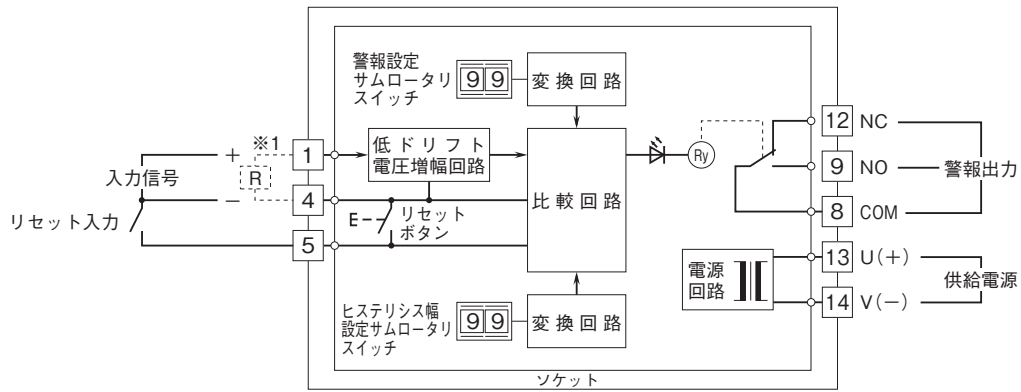 警報設定
サムロータリ
スイッチ
9 9
変換回路
12 NC
※1
+
1
低ドリフト
電圧増幅回路
Ry
9 NO
警報出力
入力信号
R
比較回路
−
4
リセット入力
E
リセット
ボタン
8 COM
5
13 U(+)
電源
回路
供給電源
14 V(−)
ヒステリシス幅
設定サムロータリ
スイッチ
9 9
変換回路
ソケット